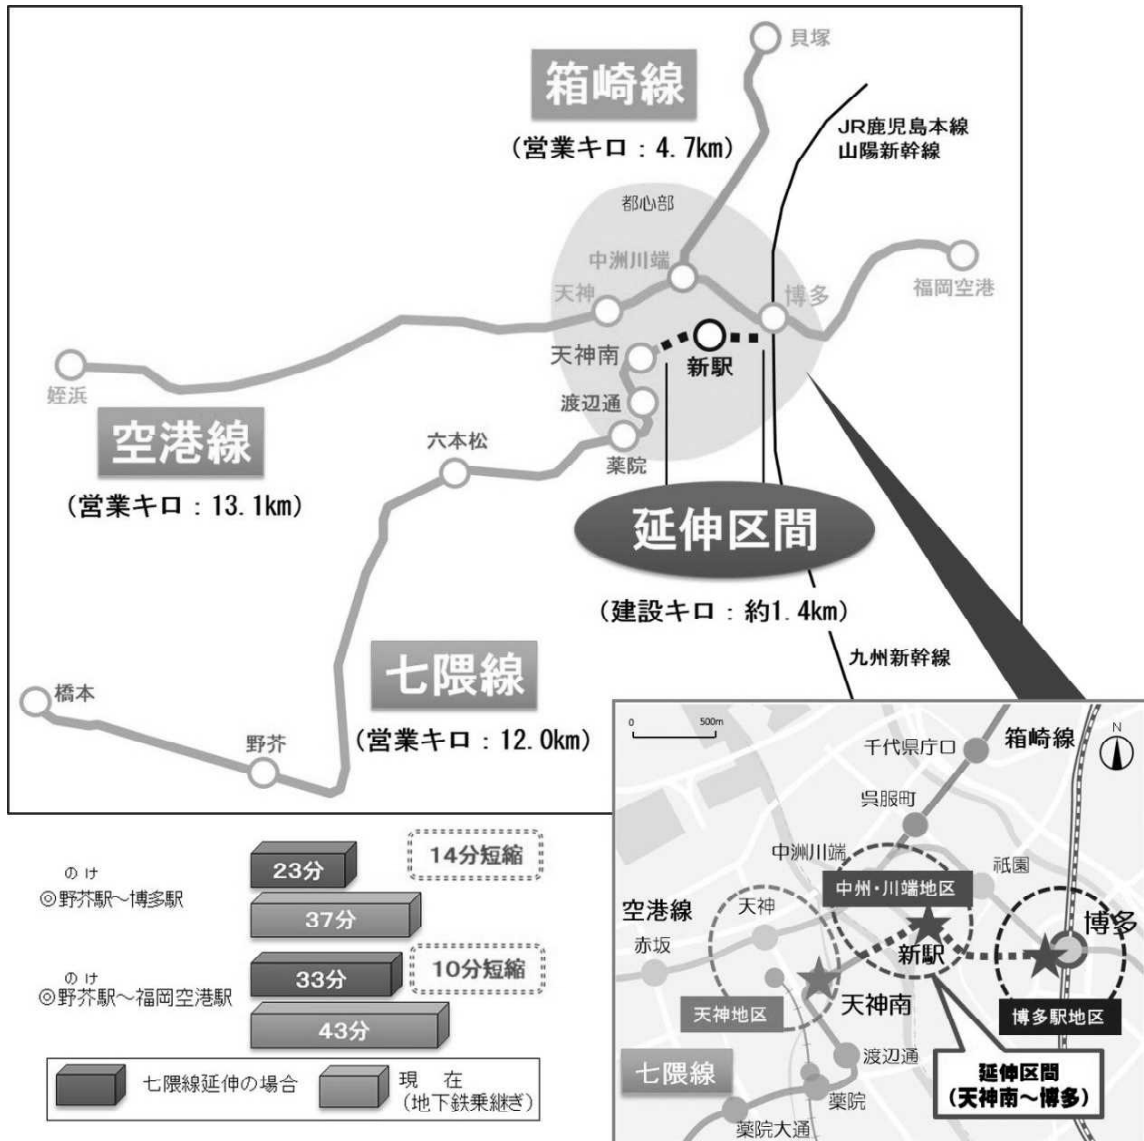 貝塚
箱崎線
(営業キロ:4.7km)
JR鹿児島本線
山陽新幹線
都心部
中洲川端
天神
博多
福岡空港
天神南
新駅
姪浜
渡辺通
空港線
(営業キロ:13.1km)
六本松
薬院
延伸区間
(建設キロ:約1.4km)
九州新幹線
七隈線
(営業キロ:12.0km)
橋本
野芥
0 500m
N
箱崎線
千代県庁口
呉服町
中洲川端
祇園
中州・川端地区
空港線
天神
赤坂
新駅
博多
天神南
天神地区
博多駅地区
渡辺通
七隈線
薬院
薬院大通
延伸区間
(天神南~博多)
のけ
◎野芥駅~博多駅
23分
14分短縮
37分
のけ
◎野芥駅~福岡空港駅
33分
10分短縮
43分
七隈線延伸の場合
現 在
(地下鉄乗継ぎ)